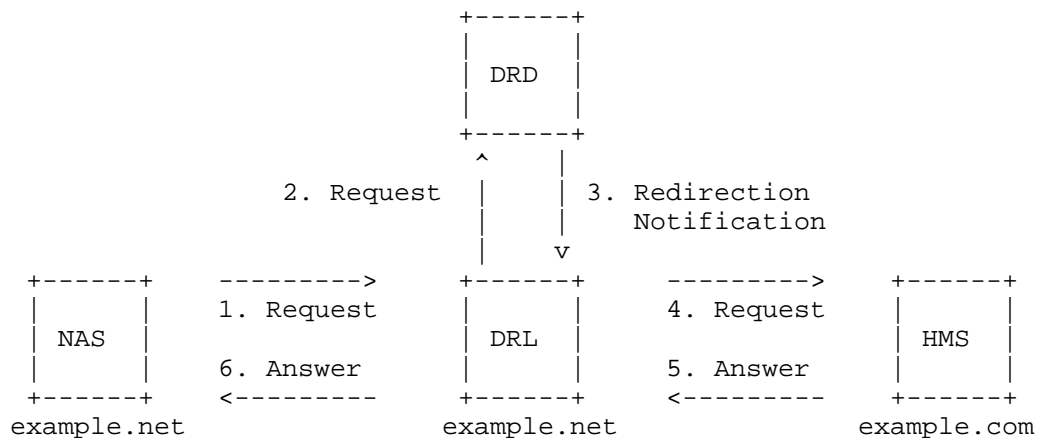 DRD
2. Request 3. Redirection
Notification
1. Request 4. Request
NAS DRL HMS
6. Answer 5. Answer
example.net example.net example.com